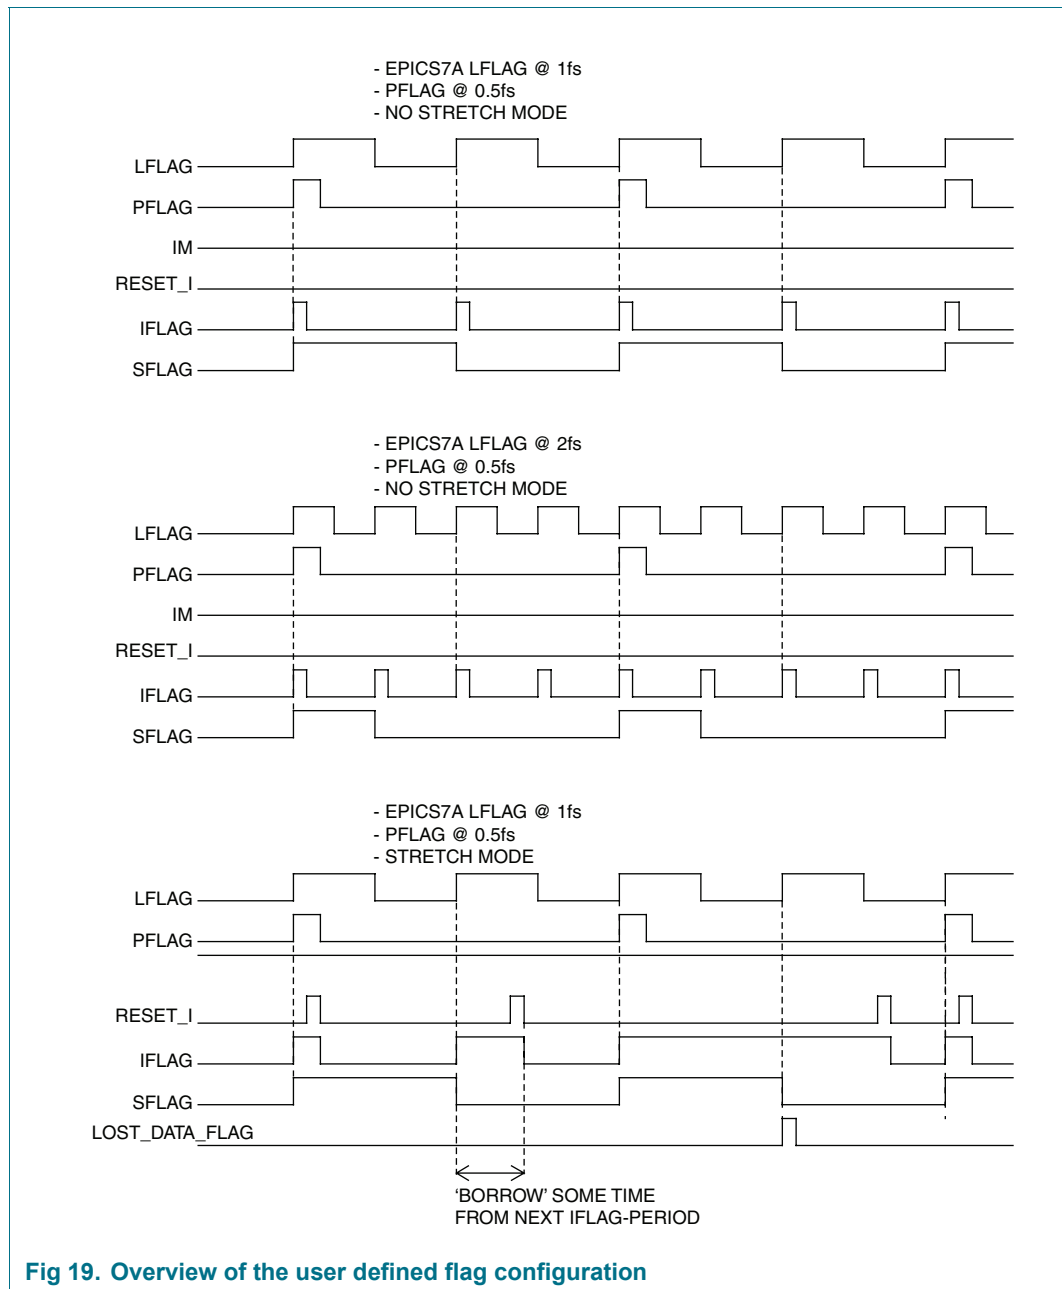 - EPICS7A LFLAG @ 1fs
- PFLAG @ 0.5fs
- NO STRETCH MODE
LFLAG
PFLAG
IM
RESET_I
IFLAG
SFLAG
- EPICS7A LFLAG @ 2fs
- PFLAG @ 0.5fs
- NO STRETCH MODE
LFLAG
PFLAG
IM
RESET_I
IFLAG
SFLAG
- EPICS7A LFLAG @ 1fs
- PFLAG @ 0.5fs
- STRETCH MODE
LFLAG
PFLAG
RESET_I
IFLAG
SFLAG
LOST_DATA_FLAG
‘BORROW’ SOME TIME
FROM NEXT IFLAG-PERIOD
Fig 19. Overview of the user defined flag configuration